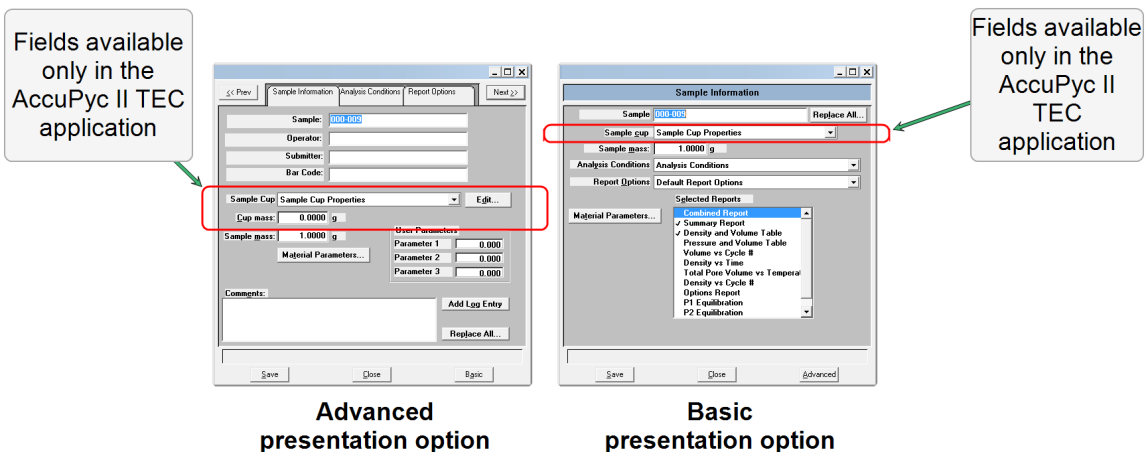 Fields available
only in the
AccuPyc II TEC
application
<< Prev
Sample Information
Analysis Conditions
Report Options
Next >>
Sample: 000-009
Operator:
Submitter:
Bar Code:
Sample Cup Sample Cup Properties Edit...
Cup mass: 0.0000 g
Sample mass: 1.0000 g
User Parameters
Parameter 1 0.000
Parameter 2 0.000
Parameter 3 0.000
Material Parameters...
Comments:
Add Log Entry
Replace All...
Save Close Basic
Advanced
presentation option
Fields available
only in the
AccuPyc II
TEC
application
Sample Information
Sample 000-009 Replace All...
Sample cup Sample Cup Properties
Sample mass: 1.0000 g
Analysis Conditions Analysis Conditions
Report Options Default Report Options
Selected Reports
Material Parameters...
Combined Report
Summary Report
Density and Volume Table
Pressure and Volume Table
Volume vs Cycle #
Density vs Time
Total Pore Volume vs Temperat
Density vs Cycle #
Options Report
P1 Equilibration
P2 Equilibration
Save Close Advanced
Basic
presentation option